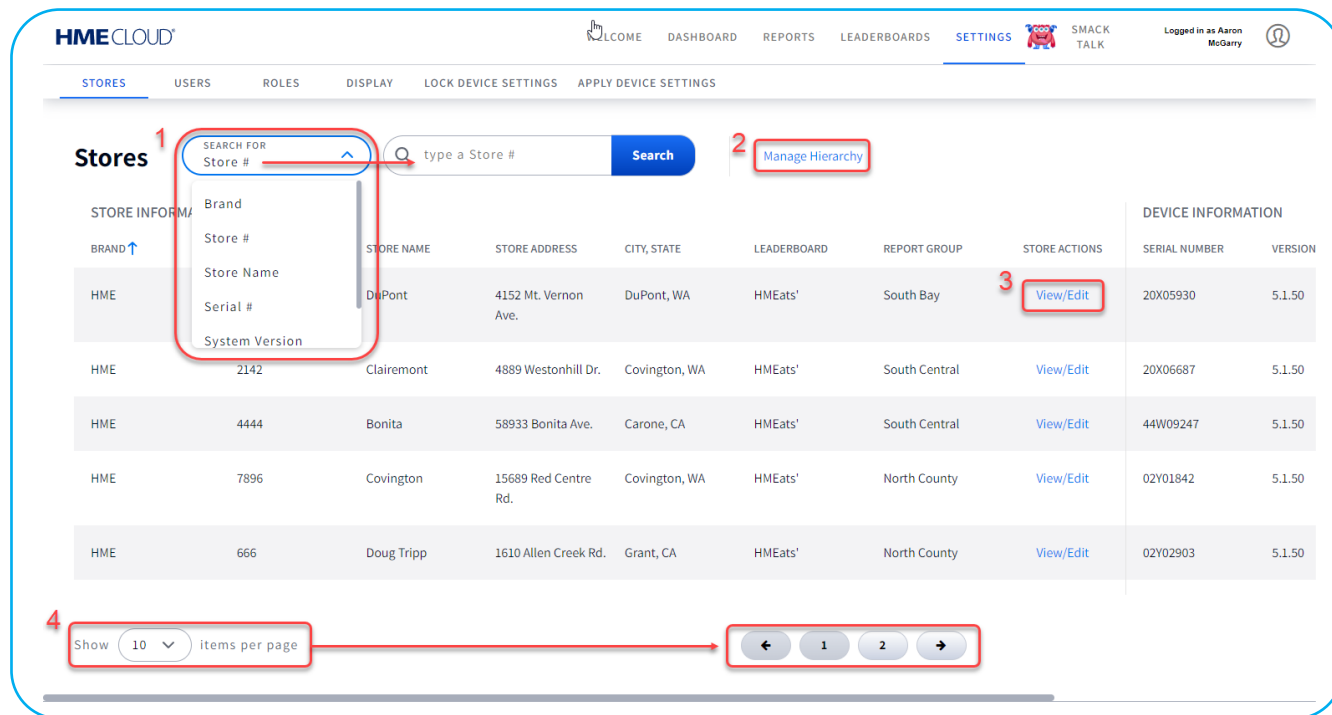 HME CLOUD®
WELCOME DASHBOARD REPORTS LEADERBOARDS SETTINGS SMACK TALK Logged in as Aaron McGarry
STORES USERS ROLES DISPLAY LOCK DEVICE SETTINGS APPLY DEVICE SETTINGS
Stores 1 SEARCH FOR Store # type a Store # Search 2 Manage Hierarchy
Brand
Store #
Store Name
Serial #
System Version
STORE INFORMA DEVICE INFORMATION
BRAND STORE NAME STORE ADDRESS CITY, STATE LEADERBOARD REPORT GROUP STORE ACTIONS SERIAL NUMBER VERSION
HME DuPont 4152 Mt. Vernon Ave. DuPont, WA HMEats' South Bay 3 View/Edit 20X05930 5.1.50
HME 2142 Clairemont 4889 Westonhill Dr. Covington, WA HMEats' South Central View/Edit 20X06687 5.1.50
HME 4444 Bonita 58933 Bonita Ave. Carone, CA HMEats' South Central View/Edit 44W09247 5.1.50
HME 7896 Covington 15689 Red Centre Rd. Covington, WA HMEats' North County View/Edit 02Y01842 5.1.50
HME 666 Doug Tripp 1610 Allen Creek Rd. Grant, CA HMEats' North County View/Edit 02Y02903 5.1.50
4 Show 10 items per page 1 2